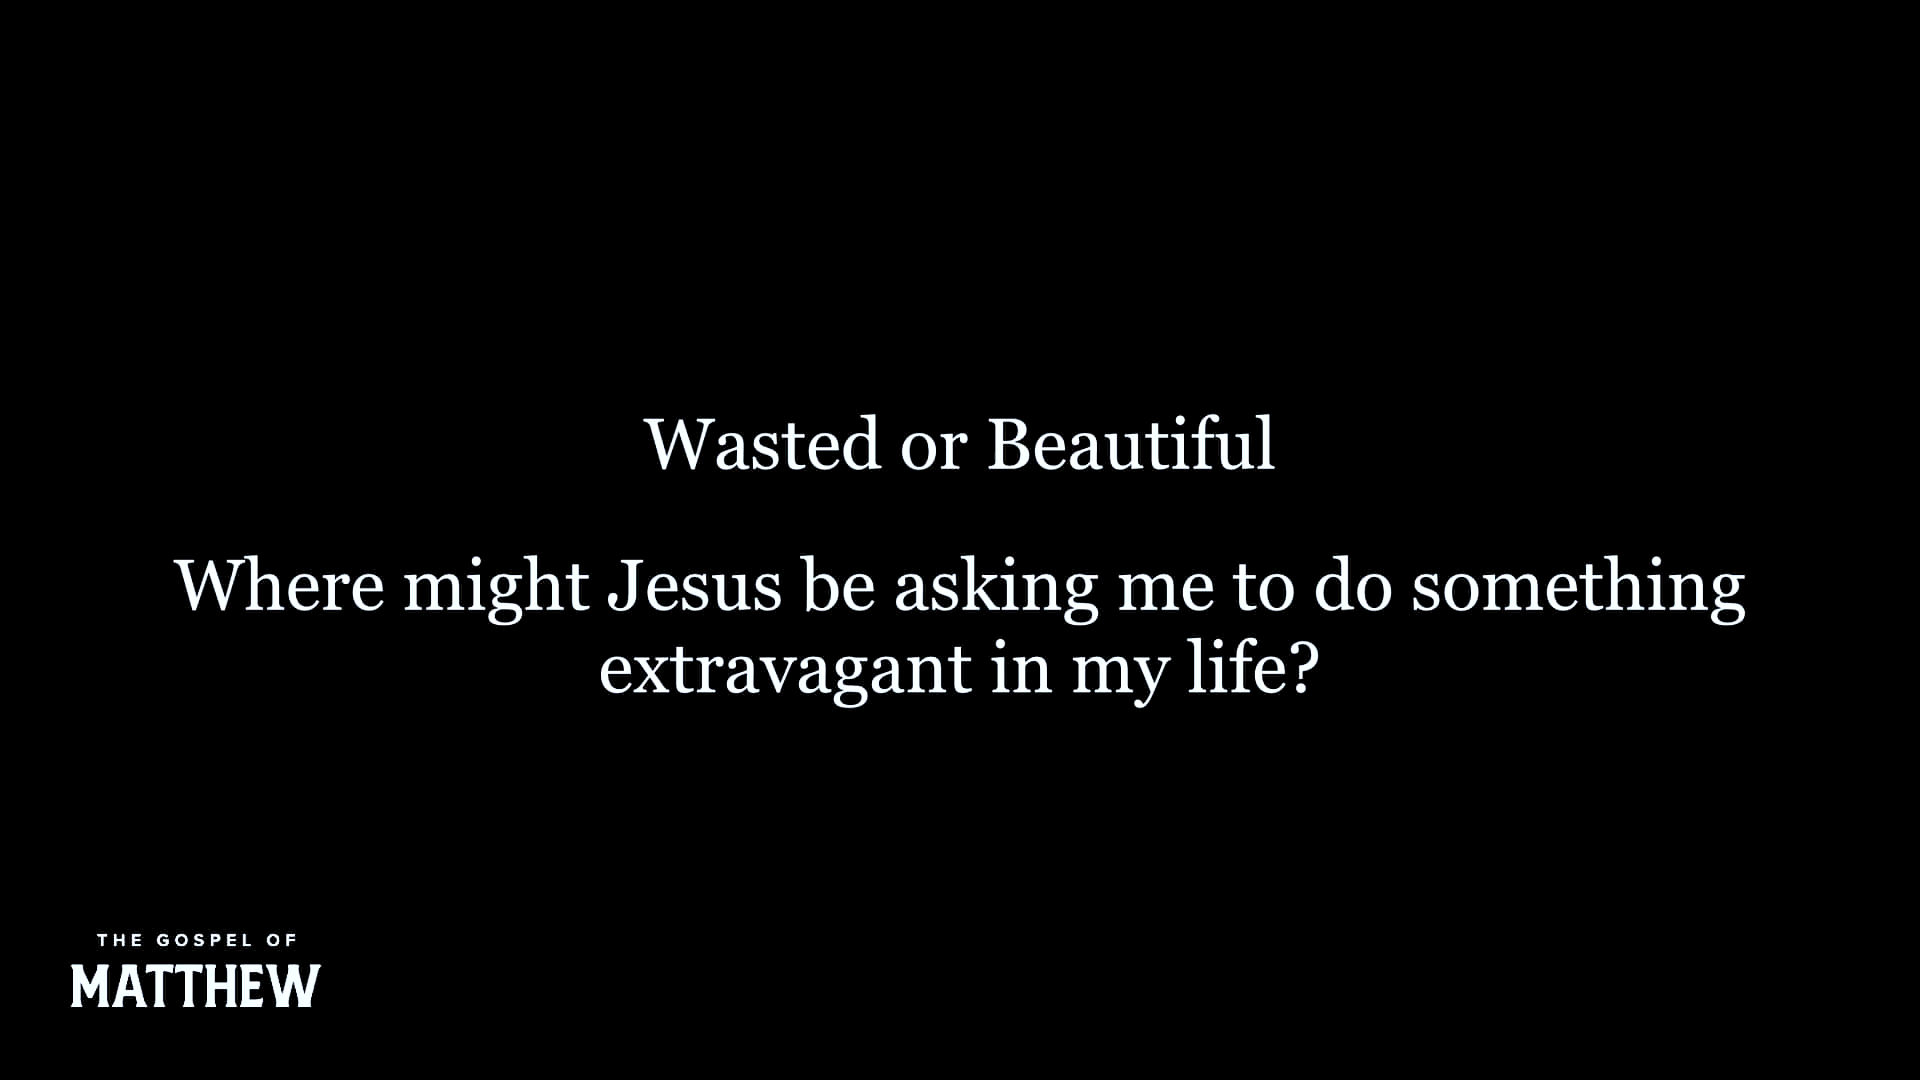 Wasted or Beautiful
Where might Jesus be asking me to do something
extravagant in my life?
THE GOSPEL OF
MATTHEW